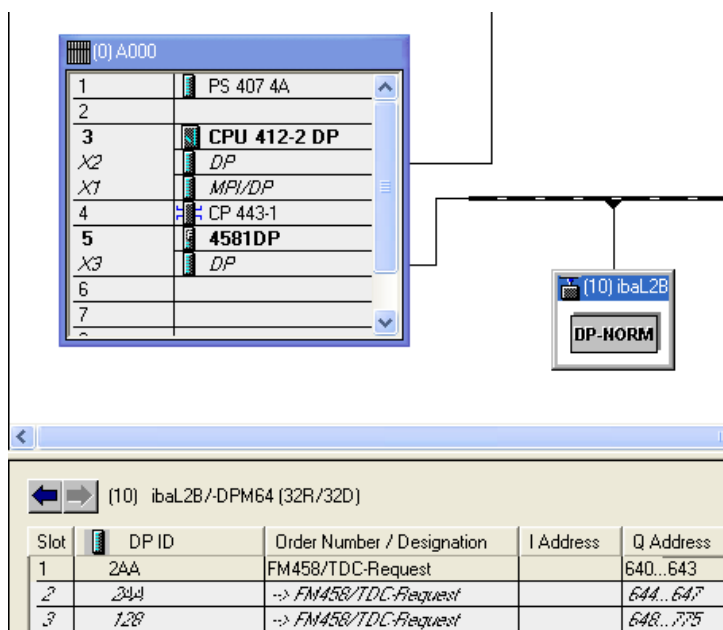 (0) A000
1 PS 407 4A
2
3 CPU 412-2 DP
X2 DP
X1 MPI/DP
4 CP 443-1
5 4581DP
X3 DP
6
7
(10) ibaL2B
DP-NORM
(10) ibaL2B/-DPM64 (32R/32D)
Slot DP ID Order Number / Designation I Address Q Address
1 2AA FM458/TDC-Request 640...643
2 2AA --> FM458/TDC-Request 644...647
3 128 --> FM458/TDC-Request 648...775